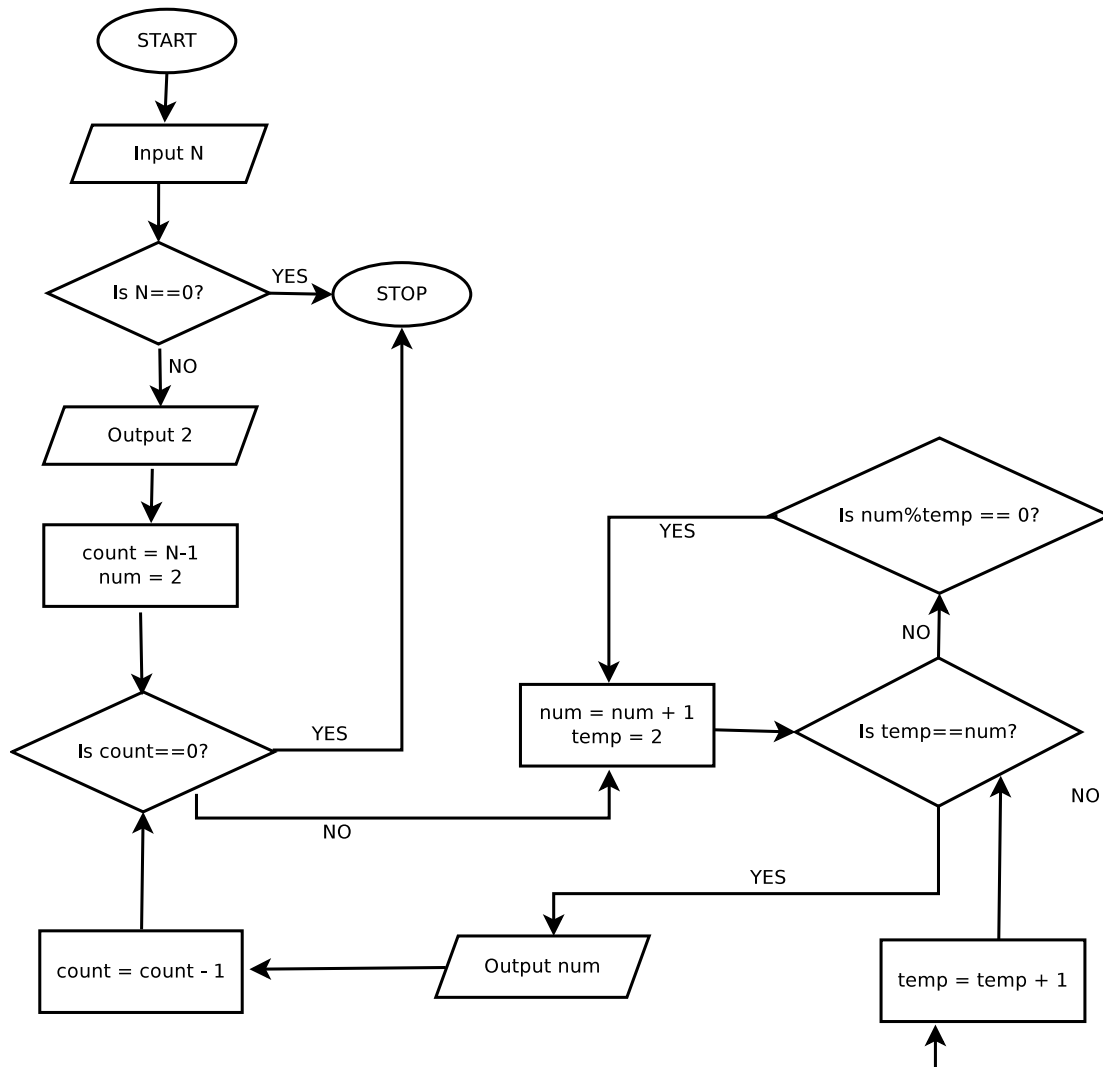 START
Input N
Is N==0?
YES
STOP
NO
Output 2
count = N-1
num = 2
Is num%temp == 0?
YES
NO
num = num + 1
temp = 2
Is temp==num?
Is count==0?
YES
NO
NO
YES
count = count - 1
Output num
temp = temp + 1